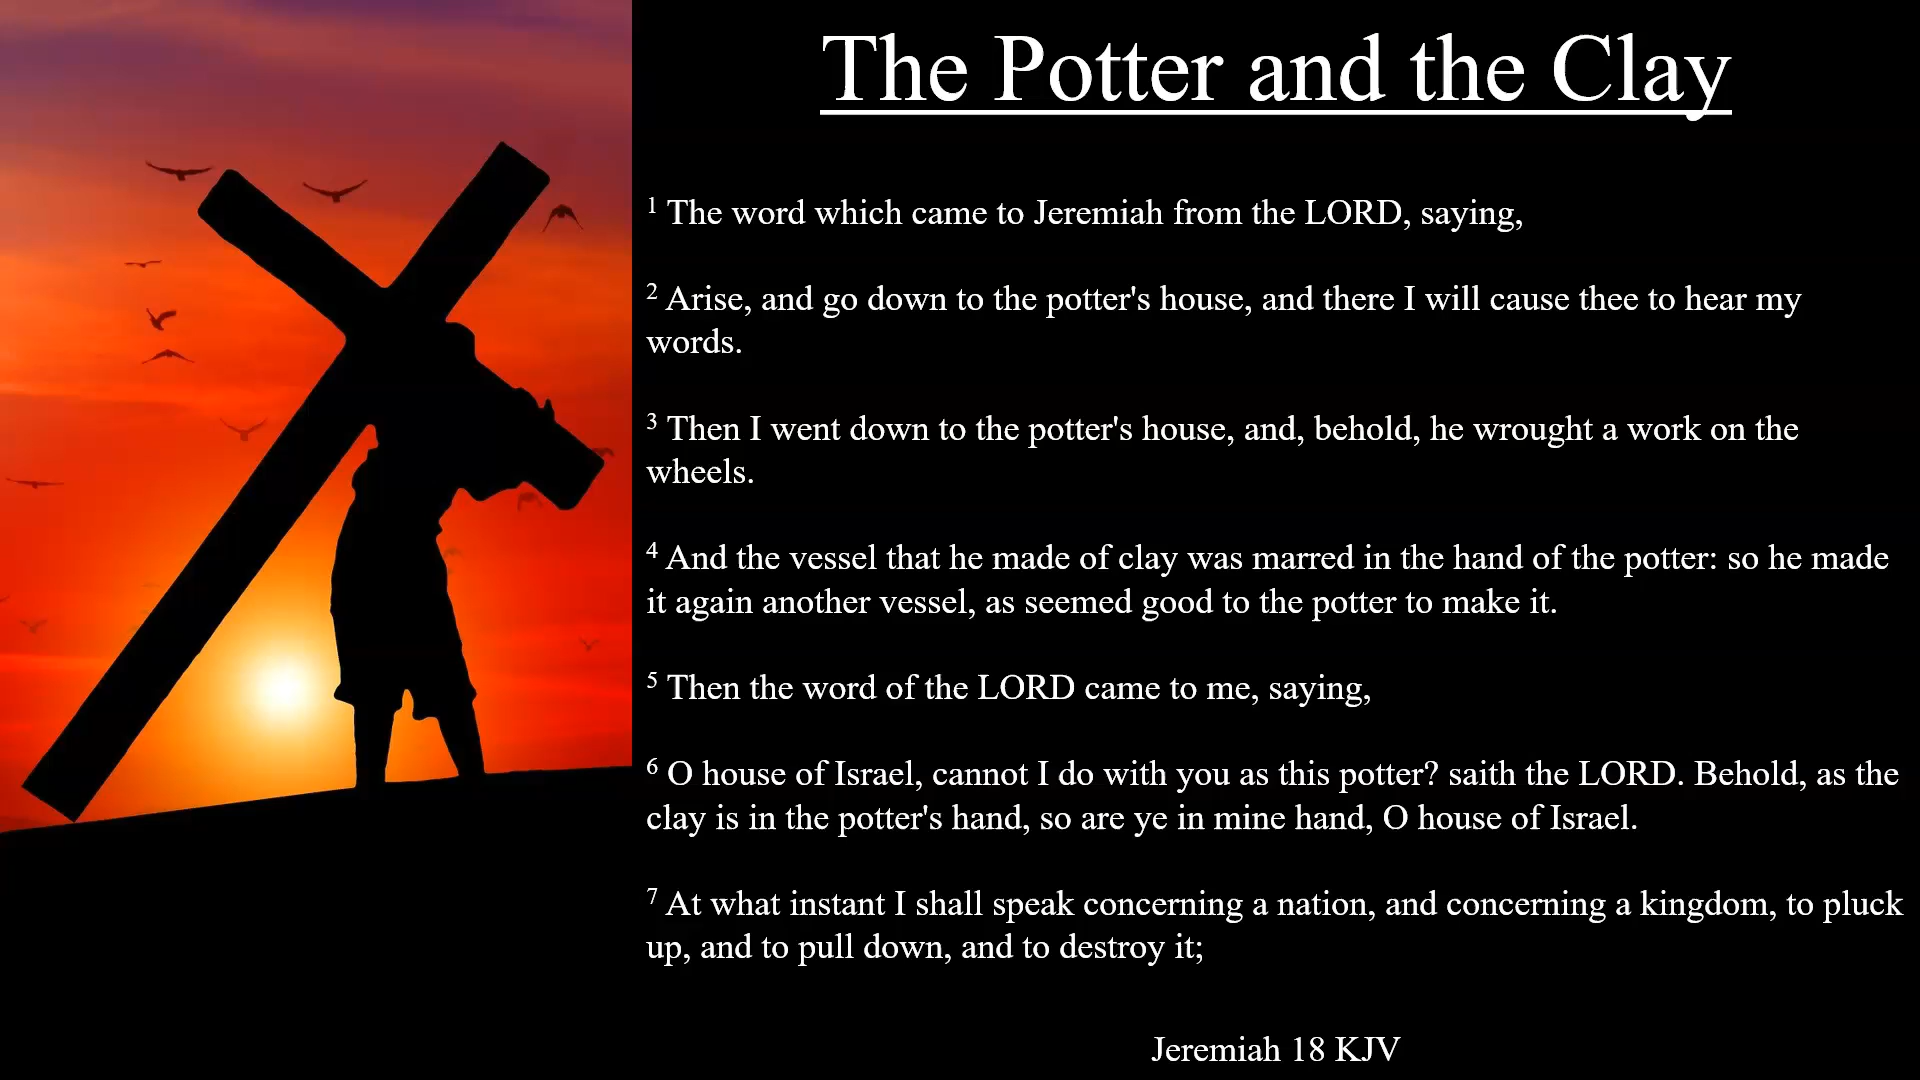 The Potter and the Clay
1 The word which came to Jeremiah from the LORD, saying,
2 Arise, and go down to the potter's house, and there I will cause thee to hear my
words.
3 Then I went down to the potter's house, and, behold, he wrought a work on the
wheels.
4 And the vessel that he made of clay was marred in the hand of the potter: so he made
it again another vessel, as seemed good to the potter to make it.
5 Then the word of the LORD came to me, saying,
6 O house of Israel, cannot I do with you as this potter? saith the LORD. Behold, as the
clay is in the potter's hand, so are ye in mine hand, O house of Israel.
7 At what instant I shall speak concerning a nation, and concerning a kingdom, to pluck
up, and to pull down, and to destroy it;
Jeremiah 18 KJV